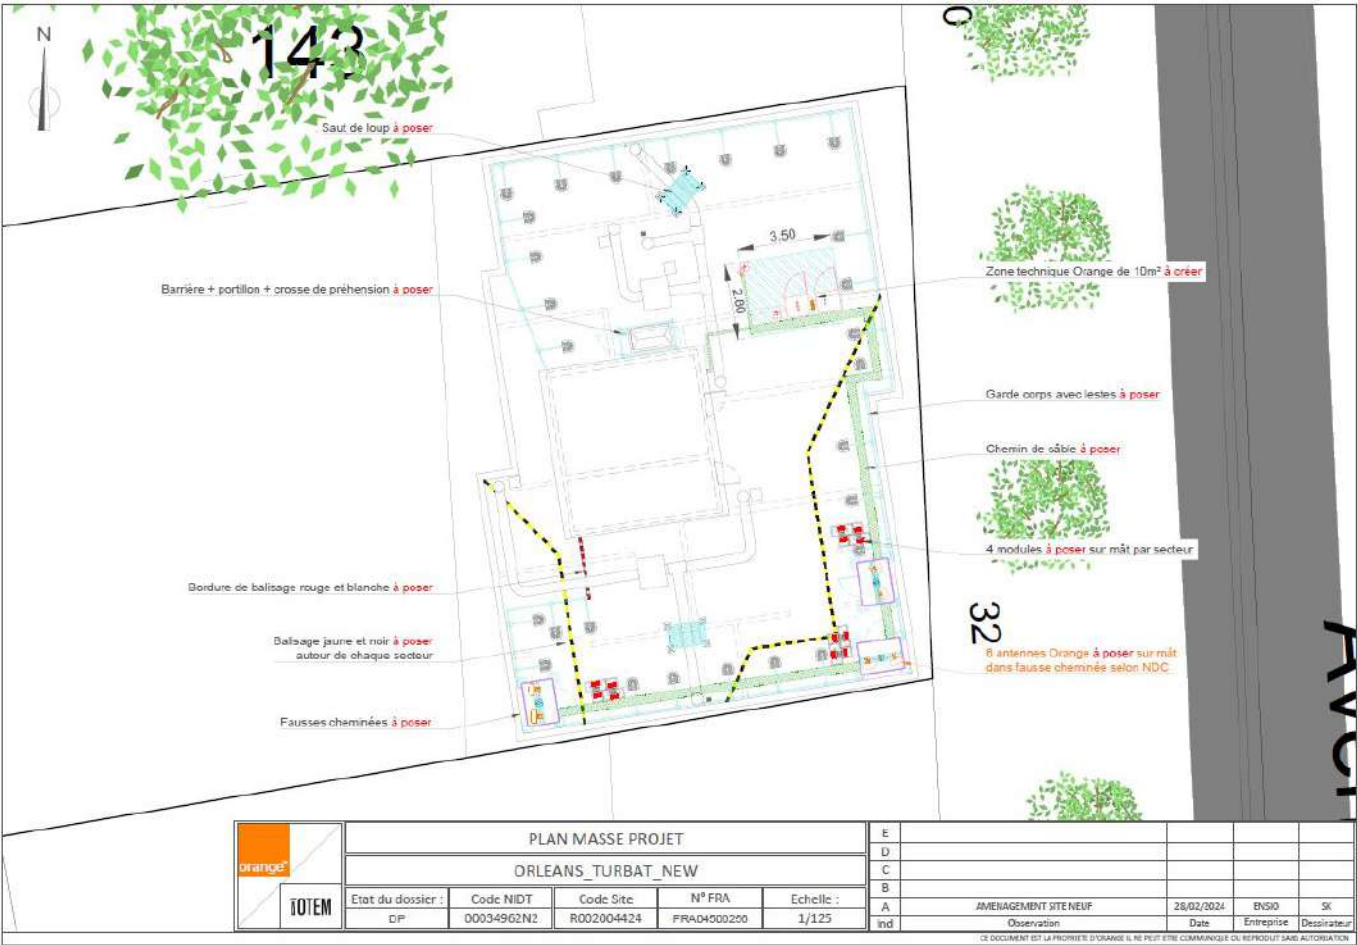 N
143
0
Saut de loup à poser
3.50
2.80
Zone technique Orange de 10m² à créer
Barrière + portillon + crosse de préhension à poser
Garde corps avec lestes à poser
Chemin de câble à poser
4 modules à poser sur mât par secteur
Bordure de balisage rouge et blanche à poser
32
Balisage jaune et noir à poser
autour de chaque secteur
6 antennes Orange à poser sur mât
dans fausse cheminée selon NDC
Fausses cheminées à poser
orange™
TOTEM
PLAN MASSE PROJET
ORLEANS_TURBAT_NEW
Etat du dossier : Code NIDT Code Site N° FRA Echelle :
DP 00034962N2 R002004424 1/125
E
D
C
B
A AMENAGEMENT SITE NEUF 28/02/2024 ENSIO SK
Ind Observation Date Entreprise Dessinateur
CE DOCUMENT EST LA PROPRIETE D'ORANGE IL NE PEUT ETRE COMMUNIQUE OU REPRODUIT SANS AUTORISATION